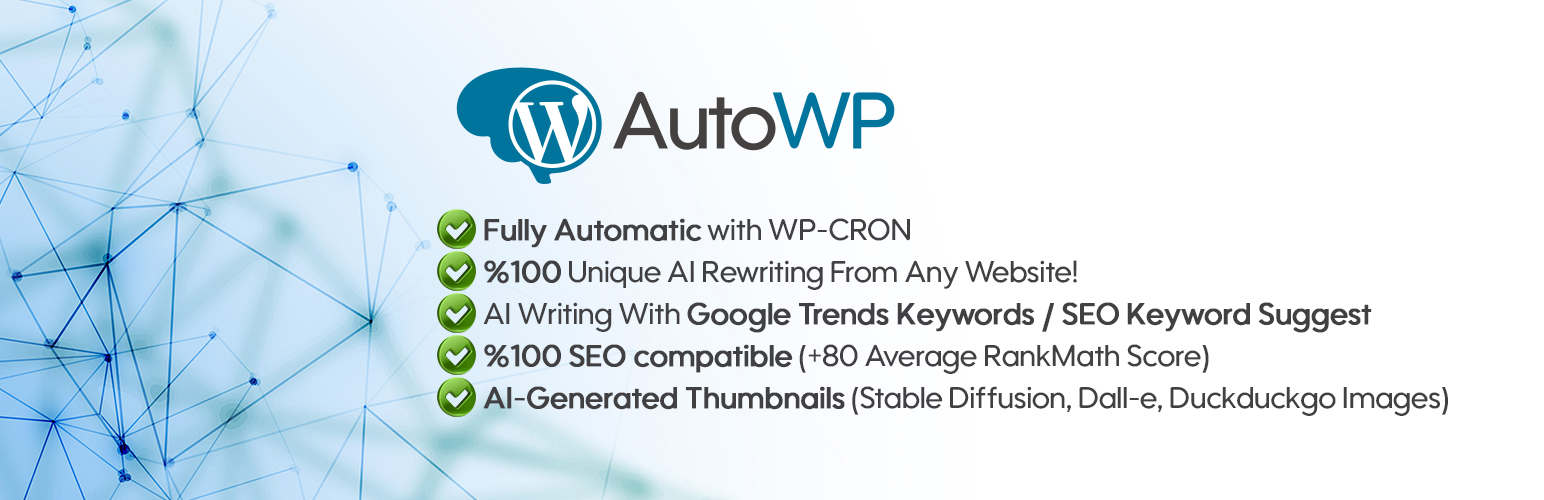 AutoWP
Fully Automatic with WP-CRON
%100 Unique AI Rewriting From Any Website!
AI Writing With Google Trends Keywords / SEO Keyword Suggest
%100 SEO compatible (+80 Average RankMath Score)
AI-Generated Thumbnails (Stable Diffusion, Dall-e, Duckduckgo Images)